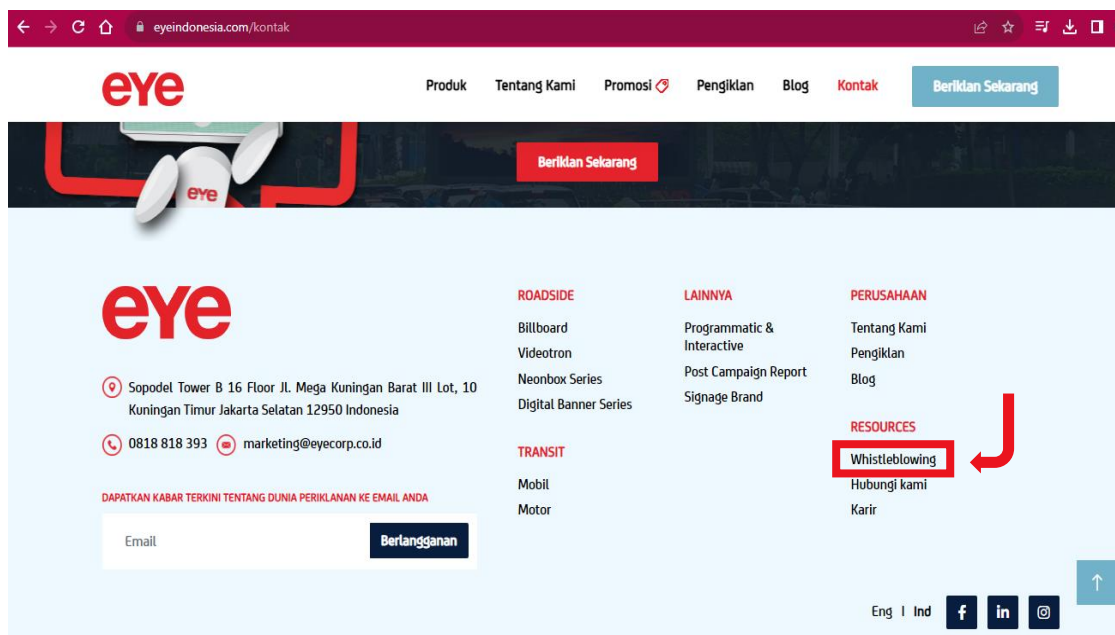 eyeindonesia.com/kontak
eye
Produk Tentang Kami Promosi Pengiklan Blog Kontak Beriklan Sekarang
Beriklan Sekarang
eye
eye
Sopodel Tower B 16 Floor Jl. Mega Kuningan Barat III Lot, 10
Kuningan Timur Jakarta Selatan 12950 Indonesia
0818 818 393 marketing@eyecorp.co.id
DAPATKAN KABAR TERKINI TENTANG DUNIA PERIKLANAN KE EMAIL ANDA
Email Berlangganan
ROADSIDE
Billboard
Videotron
Neonbox Series
Digital Banner Series
TRANSIT
Mobil
Motor
LAINNYA
Programmatic &
Interactive
Post Campaign Report
Signage Brand
PERUSAHAAN
Tentang Kami
Pengiklan
Blog
RESOURCES
Whistleblowing
Hubungi kami
Karir
Eng | Ind f in